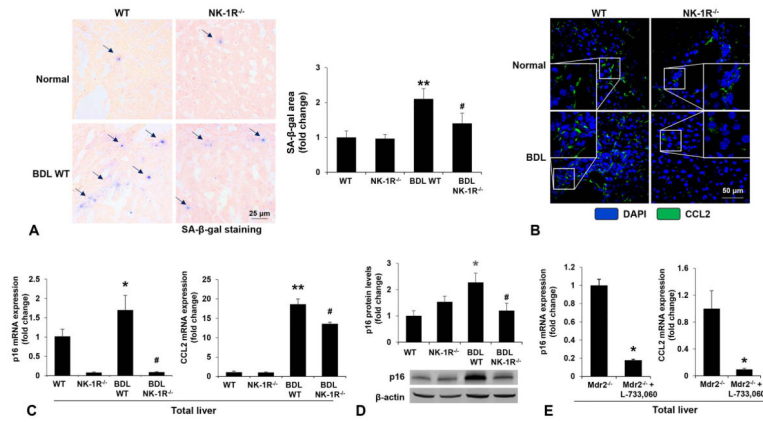 WT
NK-1R-/-
Normal
BDL WT
25 μm
SA-β-gal staining
A
SA-β-gal area
(fold change)
3
2
1
0
**
#
WT
NK-1R-/-
BDL WT
BDL
NK-1R-/-
WT
NK-1R-/-
Normal
BDL
50 μm
DAPI
CCL2
B
p16 mRNA expression
(fold change)
2
1.5
1
0.5
0
*
#
WT
NK-1R-/-
BDL
WT
BDL
NK-1R-/-
CCL2 mRNA expression
(fold change)
25
20
15
10
5
0
**
#
WT
NK-1R-/-
BDL
WT
BDL
NK-1R-/-
Total liver
C
p16 protein levels
(fold change)
3
2
1
0
*
#
WT
NK-1R-/-
BDL
WT
BDL
NK-1R-/-
p16
β-actin
D
p16 mRNA expression
(fold change)
1.2
1
0.8
0.6
0.4
0.2
0
*
Mdr2-/-
Mdr2-/- +
L-733,060
CCL2 mRNA expression
(fold change)
1.5
1
0.5
0
*
Mdr2-/-
Mdr2-/- +
L-733,060
Total liver
E